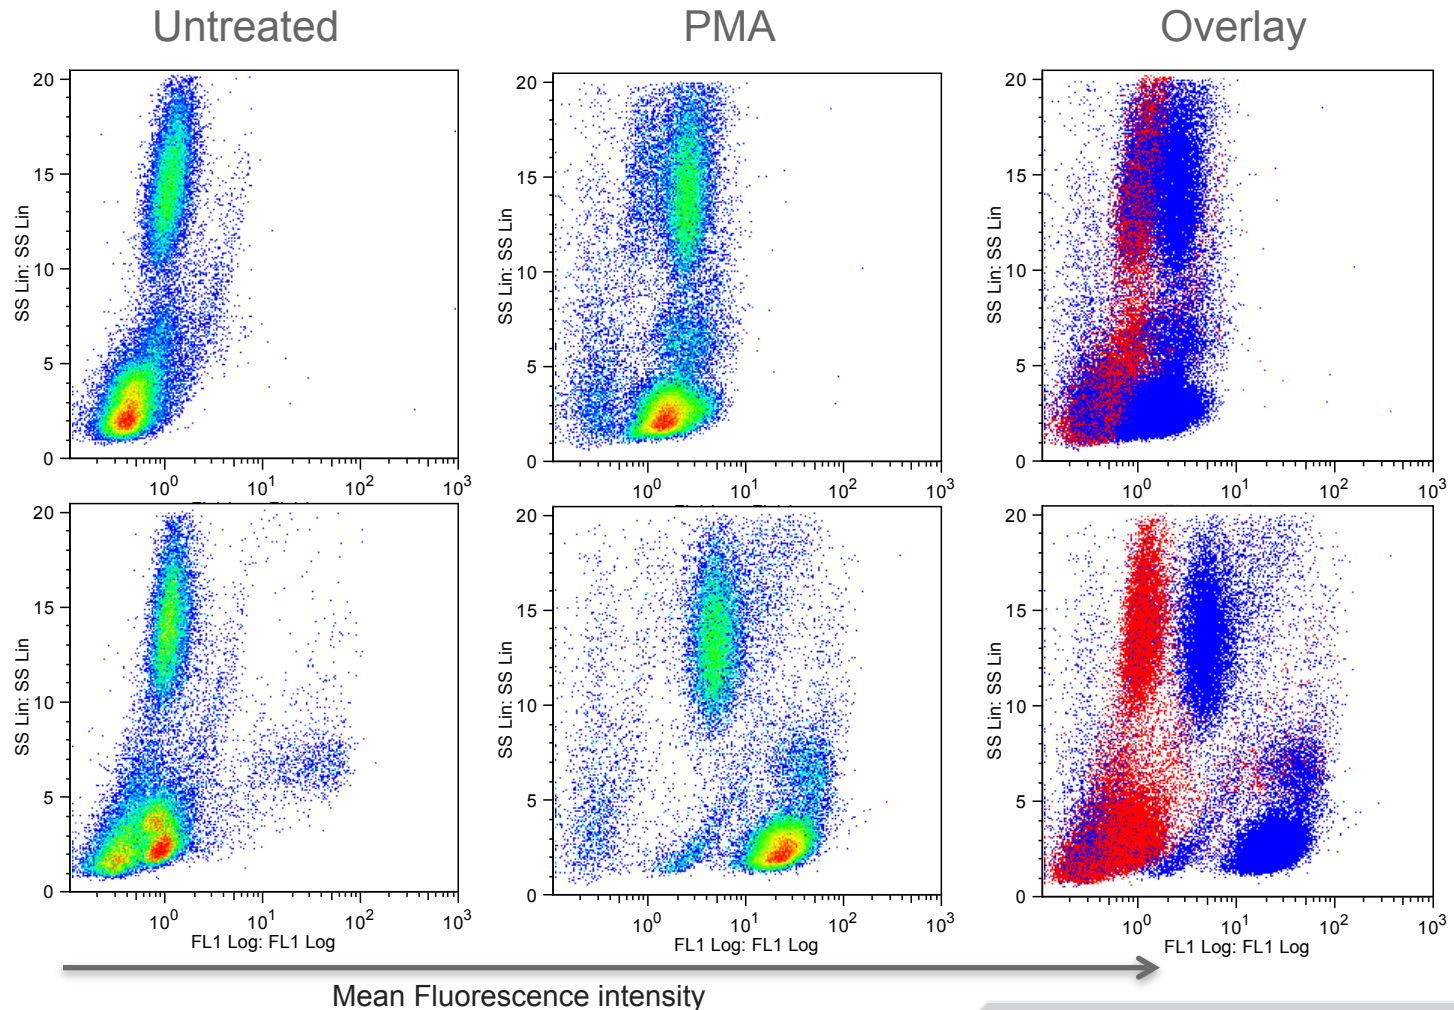 Untreated PMA Overlay
20 20 20
15 15 15
10 10 10
5 5 5
0 0 0
SS Lin: SS Lin SS Lin: SS Lin SS Lin: SS Lin
10^0 10^1 10^2 10^3 10^0 10^1 10^2 10^3 10^0 10^1 10^2 10^3
20 20 20
15 15 15
10 10 10
5 5 5
0 0 0
SS Lin: SS Lin SS Lin: SS Lin SS Lin: SS Lin
10^0 10^1 10^2 10^3 10^0 10^1 10^2 10^3 10^0 10^1 10^2 10^3
FL1 Log: FL1 Log FL1 Log: FL1 Log FL1 Log: FL1 Log
Mean Fluorescence intensity